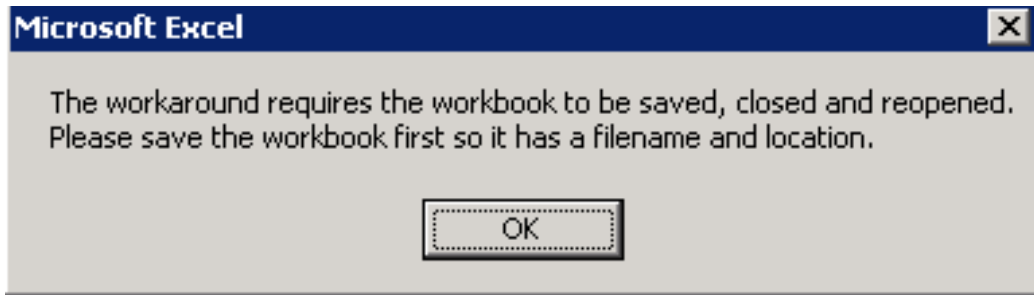 Microsoft Excel
The workaround requires the workbook to be saved, closed and reopened.
Please save the workbook first so it has a filename and location.
OK